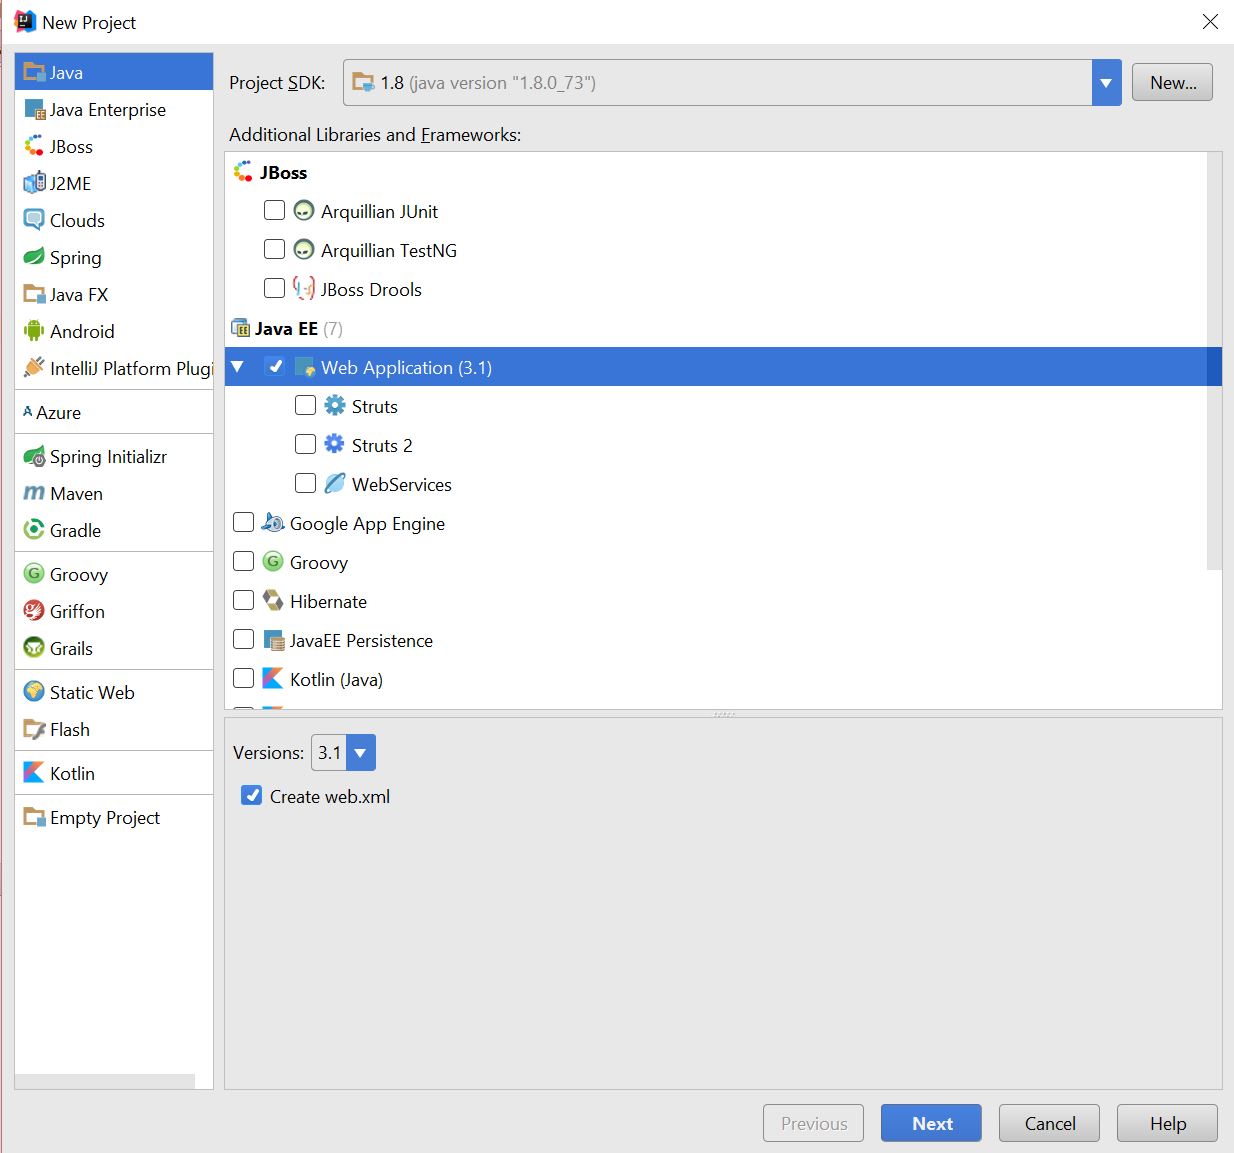 New Project
Java
Java Enterprise
JBoss
J2ME
Clouds
Spring
Java FX
Android
IntelliJ Platform Plugi
Azure
Spring Initializr
Maven
Gradle
Groovy
Griffon
Grails
Static Web
Flash
Kotlin
Empty Project
Project SDK: 1.8 (java version "1.8.0_73") New...
Additional Libraries and Frameworks:
JBoss
Arquillian JUnit
Arquillian TestNG
JBoss Drools
Java EE (7)
Web Application (3.1)
Struts
Struts 2
WebServices
Google App Engine
Groovy
Hibernate
JavaEE Persistence
Kotlin (Java)
Versions: 3.1
Create web.xml
Previous Next Cancel Help